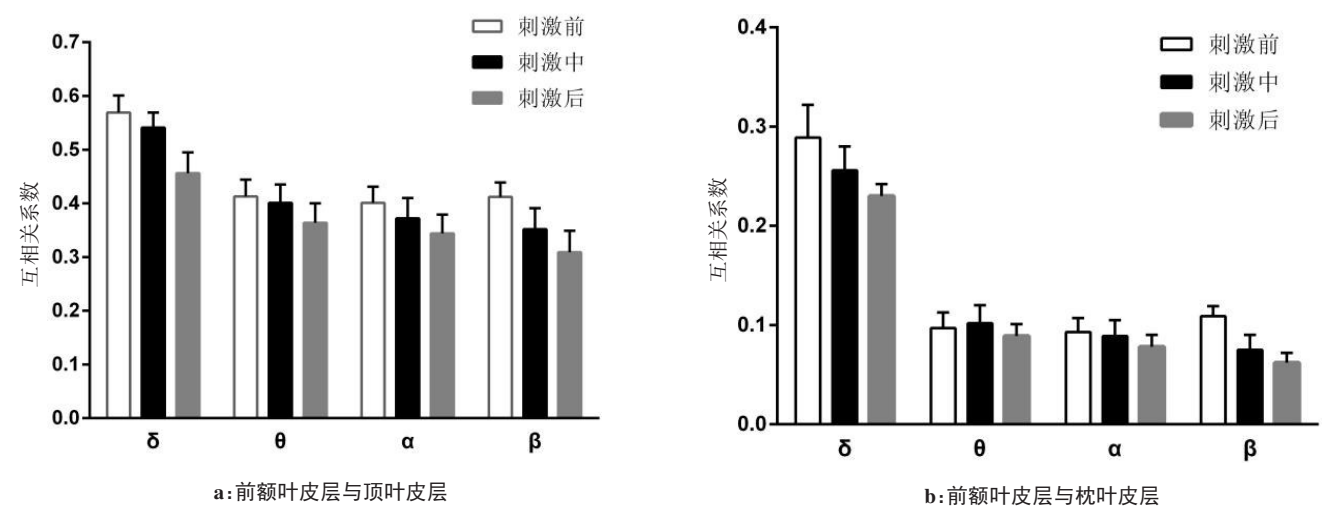 刺激前
刺激中
刺激后
互相关系数
0.7
0.6
0.5
0.4
0.3
0.2
0.1
0.0
δ
θ
α
β
a:前额叶皮层与顶叶皮层
刺激前
刺激中
刺激后
互相关系数
0.4
0.3
0.2
0.1
0.0
δ
θ
α
β
b:前额叶皮层与枕叶皮层